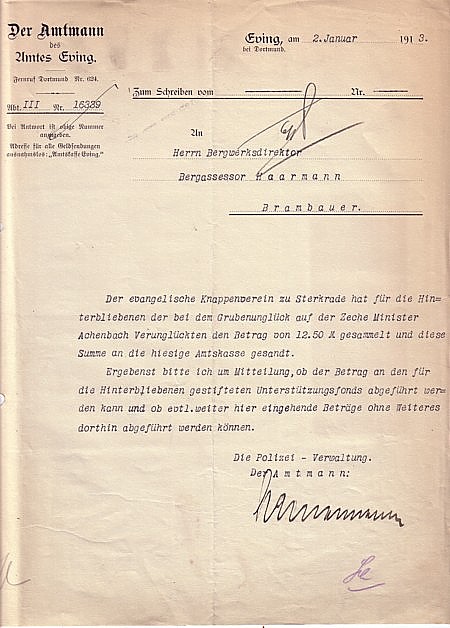 Der Amtmann
des
Amtes Eving.
Fernruf Dortmund Nr. 624.
Abt. III Nr. 16339
Bei Antwort ist obige Nummer
angegeben.
Adresse für alle Geldsendungen
ausnahmslos: „Amtskasse Eving."
Eving, am 2. Januar 1913.
bei Dortmund.
Zum Schreiben vom Nr.
An
Herrn Bergwerksdirektor
Bergassessor Haarmann
Brambauer.
Der evangelische Knappenverein zu Sterkrade hat für die Hin=
terbliebenen der bei dem Grubenunglück auf der Zeche Minister
Achenbach Verunglückten den Betrag von 12.50 M gesammelt und diese
Summe an die hiesige Amtskasse gesandt.
Ergebenst bitte ich um Mitteilung, ob der Betrag an den für
die Hinterbliebenen gestifteten Unterstützungsfonds abgeführt wer=
den kann und ob evtl. weiter hier eingehende Beträge ohne Weiteres
dorthin abgeführt werden können.
Die Polizei - Verwaltung.
Der Amtmann: